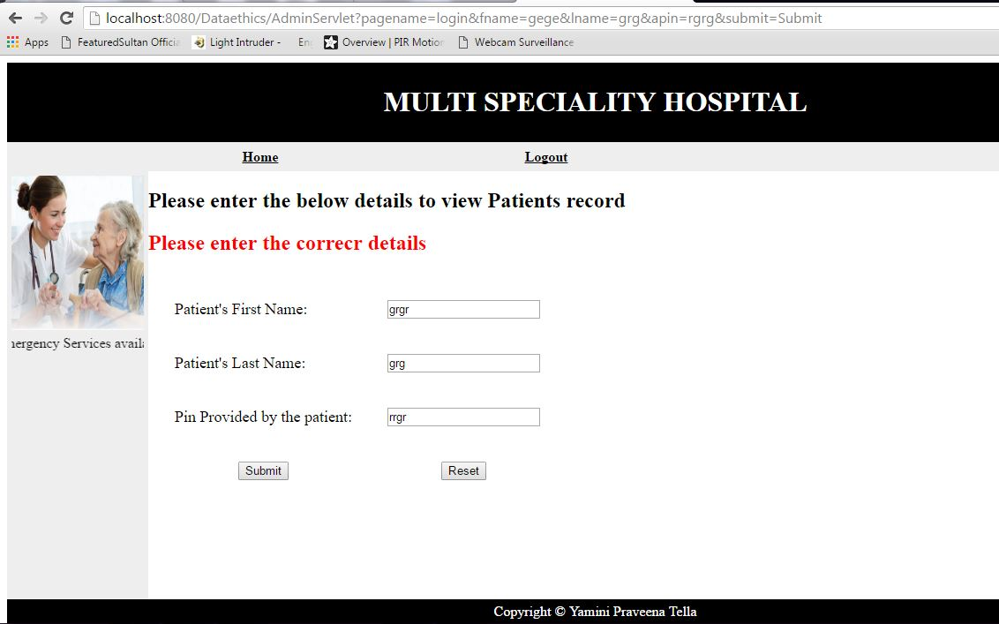 localhost:8080/Dataethics/AdminServlet?pagename=login&fname=gege&lname=grg&apin=rgrg&submit=Submit
Apps FeaturedSultan Officia Light Intruder - En Overview | PIR Motion Webcam Surveillance
MULTI SPECIALITY HOSPITAL
Home Logout
Please enter the below details to view Patients record
Please enter the correcr details
Patient's First Name: grgr
nergency Services availa
Patient's Last Name: grg
Pin Provided by the patient: rrgr
Submit Reset
Copyright © Yamini Praveena Tella